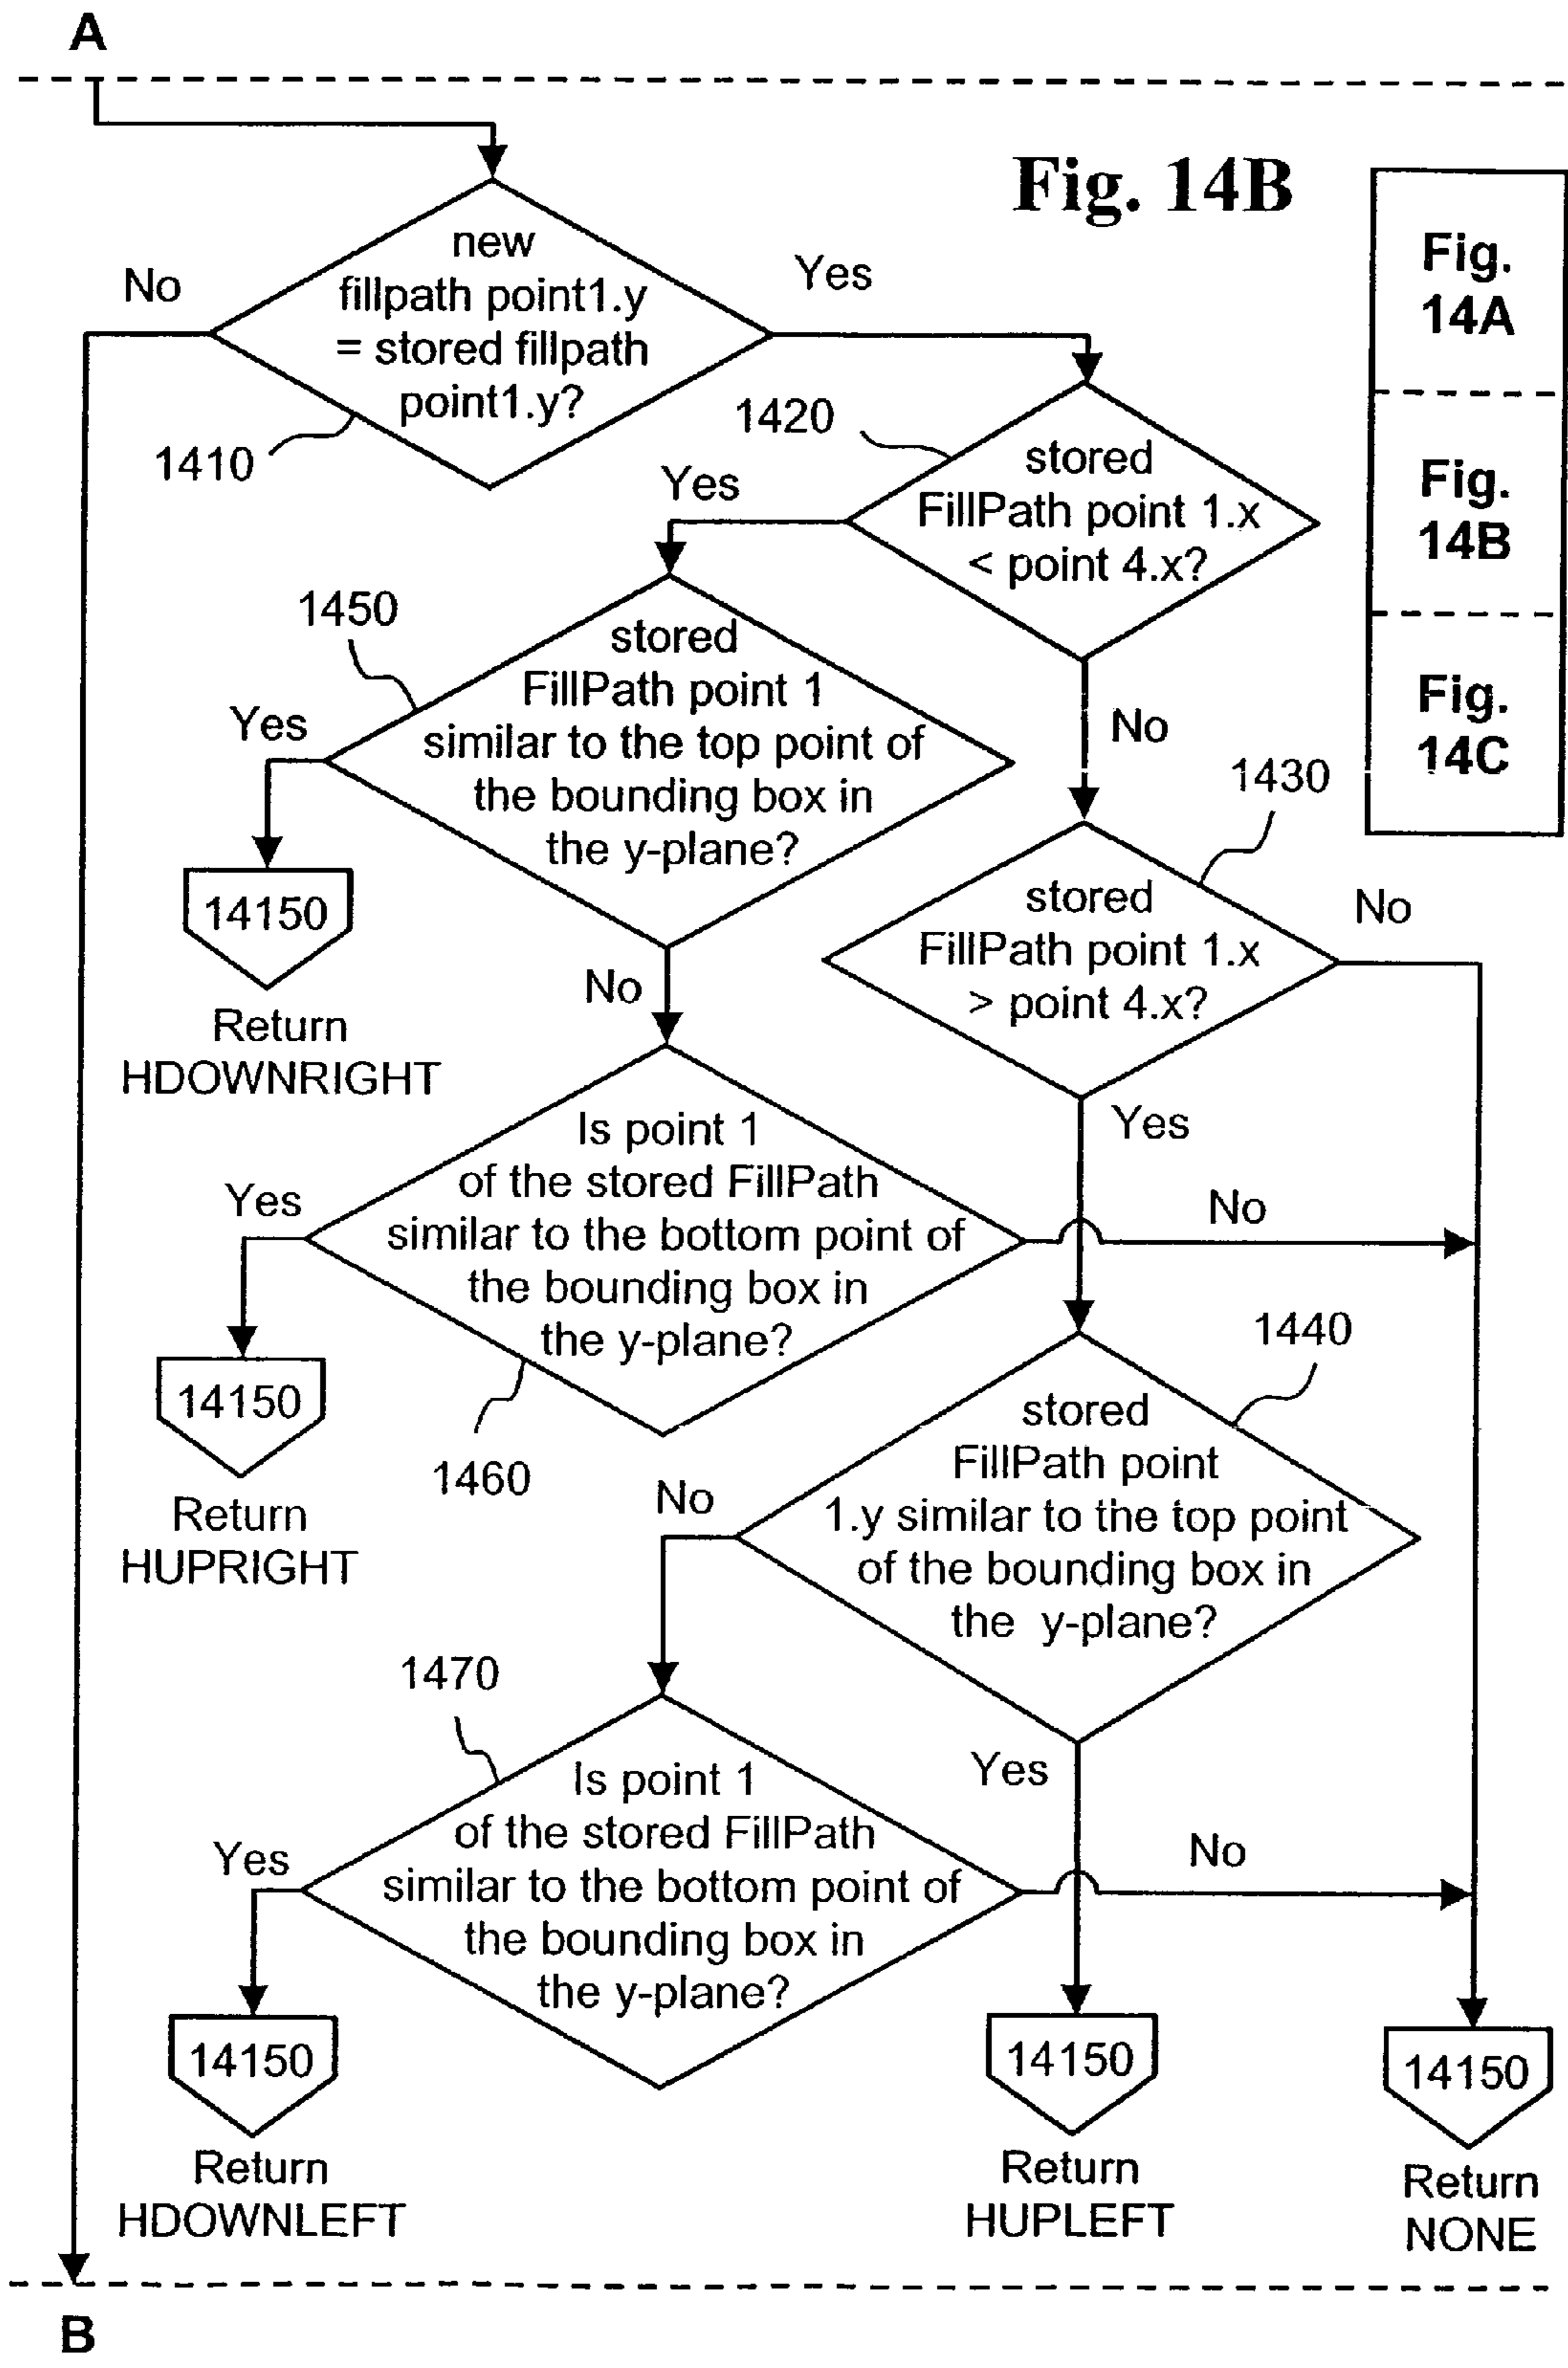 A
Fig. 14B
Fig.
14A
Fig.
14B
Fig.
14C
new
fillpath point1.y
= stored fillpath
point1.y?
No
Yes
1410
1420
stored
FillPath point 1.x
< point 4.x?
Yes
No
1450
stored
FillPath point 1
similar to the top point of
the bounding box in
the y-plane?
Yes
14150
Return
HDOWNRIGHT
No
1430
stored
FillPath point 1.x
> point 4.x?
No
Yes
Is point 1
of the stored FillPath
similar to the bottom point of
the bounding box in
the y-plane?
Yes
No
14150
Return
HUPRIGHT
1460
1440
stored
FillPath point
1.y similar to the top point
of the bounding box in
the y-plane?
No
Yes
1470
Is point 1
of the stored FillPath
similar to the bottom point of
the bounding box in
the y-plane?
Yes
No
14150
Return
HDOWNLEFT
14150
Return
HUPLEFT
14150
Return
NONE
B